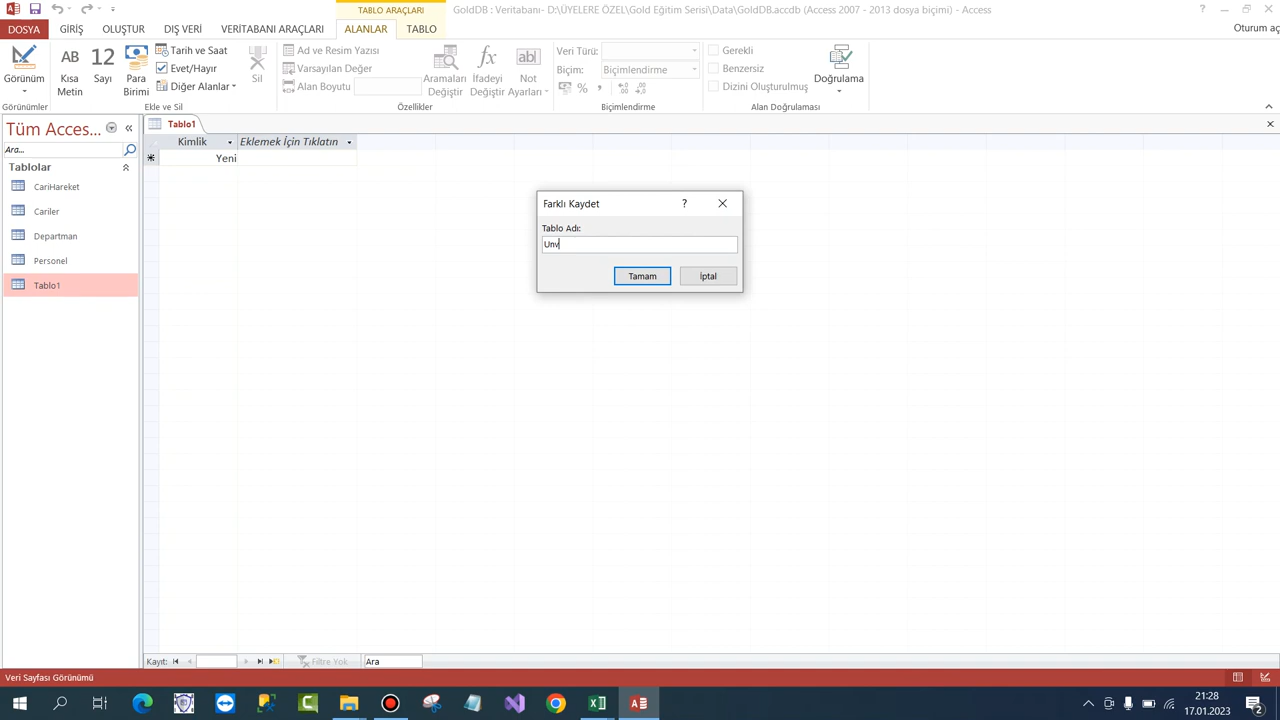 TABLO ARAÇLARI
GoldDB : Veritabanı- D:\ÜYELERE ÖZEL\Gold Eğitim Serisi\Data\GoldDB.accdb (Access 2007 - 2013 dosya biçimi) - Access
DOSYA GİRİŞ OLUŞTUR DIŞ VERİ VERİTABANI ARAÇLARI ALANLAR TABLO
Oturum aç
Görünüm
Görünümler
AB
Kısa
Metin
12
Sayı
Para
Birimi
Tarih ve Saat
Evet/Hayır
Diğer Alanlar
Ekle ve Sil
Sil
Ad ve Resim Yazısı
Varsayılan Değer
Alan Boyutu
Aramaları
Değiştir
fx
İfadeyi
Değiştir
ab
Not
Ayarları
Özellikler
Veri Türü:
Biçim: Biçimlendirme
Biçimlendirme
Gerekli
Benzersiz
Dizini Oluşturulmuş
Doğrulama
Alan Doğrulaması
Tüm Acces...
Ara...
Tablolar
CariHareket
Cariler
Departman
Personel
Tablo1
Tablo1
Kimlik Eklemek İçin Tıklatın
Yeni
Farklı Kaydet
Tablo Adı:
Unv
Tamam İptal
Kayıt: Filtre Yok Ara
Veri Sayfası Görünümü
21:28
17.01.2023
2